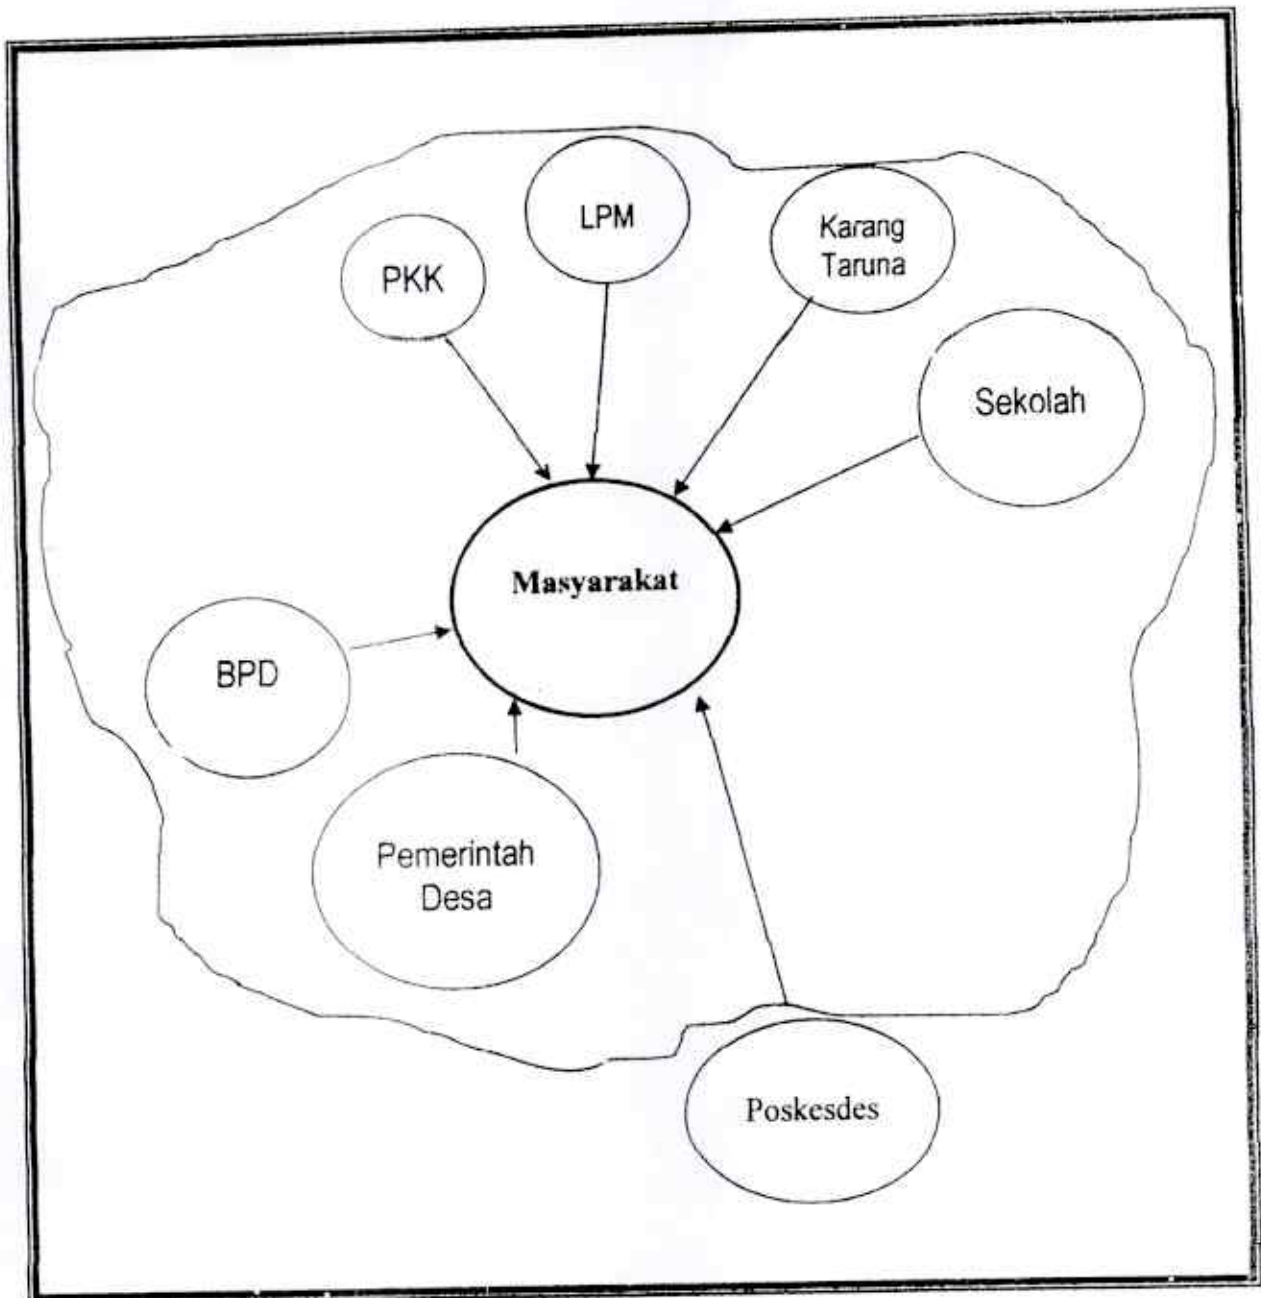 LPM
Karang
Taruna
PKK
Sekolah
Masyarakat
BPD
Pemerintah
Desa
Poskesdes